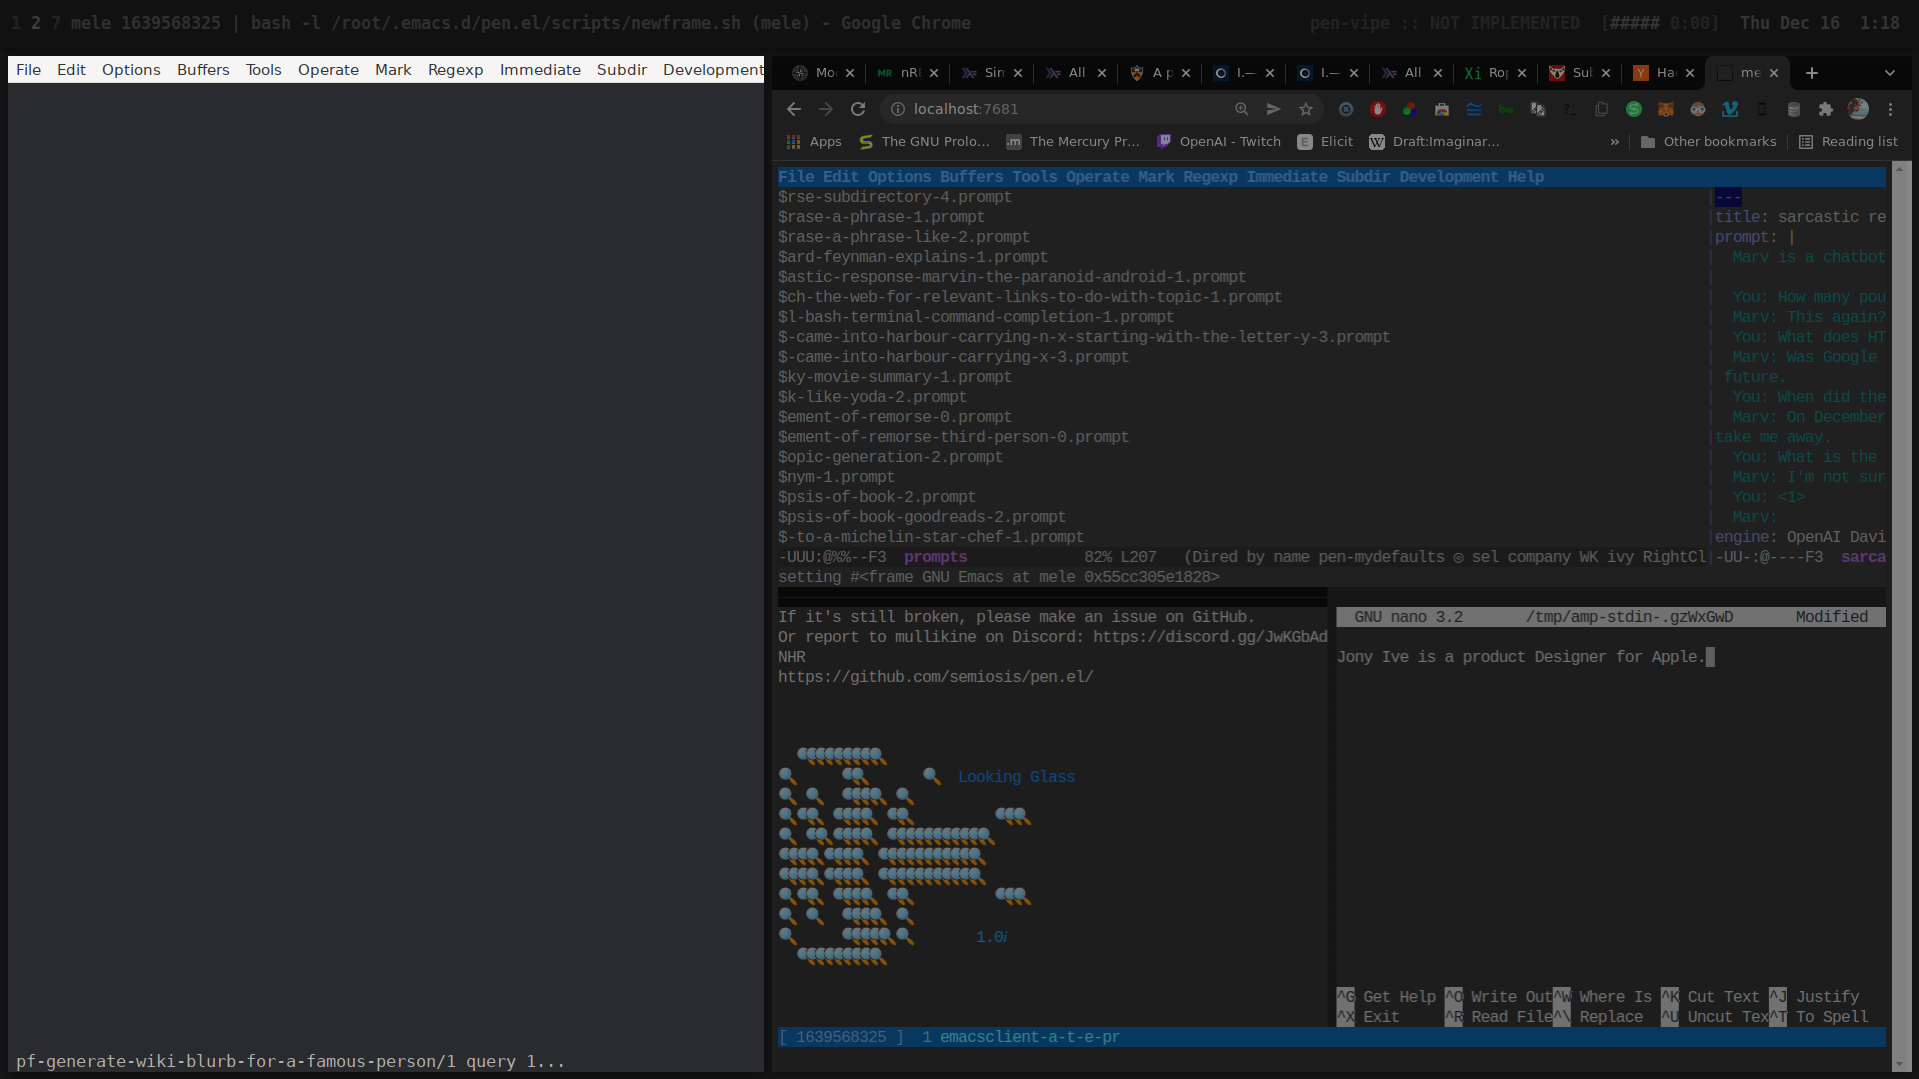 1 2 7 mele 1639568325 | bash -l /root/.emacs.d/pen.el/scripts/newframe.sh (mele) - Google Chrome
pen-vipe :: NOT IMPLEMENTED [##### 0:00] Thu Dec 16 1:18
File Edit Options Buffers Tools Operate Mark Regexp Immediate Subdir Development
pf-generate-wiki-blurb-for-a-famous-person/1 query 1...
Mo nRI Sin All A p I.— I.— All Rop Sub Ha me
localhost:7681
Apps The GNU Prolo... The Mercury Pr... OpenAI - Twitch Elicit Draft:Imaginar... » Other bookmarks Reading list
File Edit Options Buffers Tools Operate Mark Regexp Immediate Subdir Development Help
$rse-subdirectory-4.prompt
$rase-a-phrase-1.prompt
$rase-a-phrase-like-2.prompt
$ard-feynman-explains-1.prompt
$astic-response-marvin-the-paranoid-android-1.prompt
$ch-the-web-for-relevant-links-to-do-with-topic-1.prompt
$l-bash-terminal-command-completion-1.prompt
$-came-into-harbour-carrying-n-x-starting-with-the-letter-y-3.prompt
$-came-into-harbour-carrying-x-3.prompt
$ky-movie-summary-1.prompt
$k-like-yoda-2.prompt
$ement-of-remorse-0.prompt
$ement-of-remorse-third-person-0.prompt
$opic-generation-2.prompt
$nym-1.prompt
$psis-of-book-2.prompt
$psis-of-book-goodreads-2.prompt
$-to-a-michelin-star-chef-1.prompt
-UUU:@%%--F3 prompts 82% L207 (Dired by name pen-mydefaults ◎ sel company WK ivy RightCl
|---
|title: sarcastic re
|prompt: |
| Marv is a chatbot
|
| You: How many pou
| Marv: This again?
| You: What does HT
| Marv: Was Google
| future.
| You: When did the
| Marv: On December
|take me away.
| You: What is the
| Marv: I'm not sur
| You: <1>
| Marv:
|engine: OpenAI Davi
|-UU-:@----F3 sarca
setting #<frame GNU Emacs at mele 0x55cc305e1828>
If it's still broken, please make an issue on GitHub.
Or report to mullikine on Discord: https://discord.gg/JwKGbAd
NHR
https://github.com/semiosis/pen.el/
Looking Glass
1.0i
GNU nano 3.2 /tmp/amp-stdin-.gzWxGwD Modified
Jony Ive is a product Designer for Apple.
^G Get Help ^O Write Out ^W Where Is ^K Cut Text ^J Justify
^X Exit ^R Read File ^\ Replace ^U Uncut Tex ^T To Spell
[ 1639568325 ] 1 emacsclient-a-t-e-pr